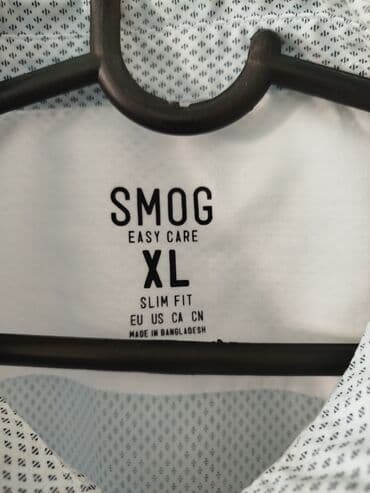 SMOG
EASY CARE
XL
SLIM FIT
EU US CA CN
MADE IN BANGLADESH